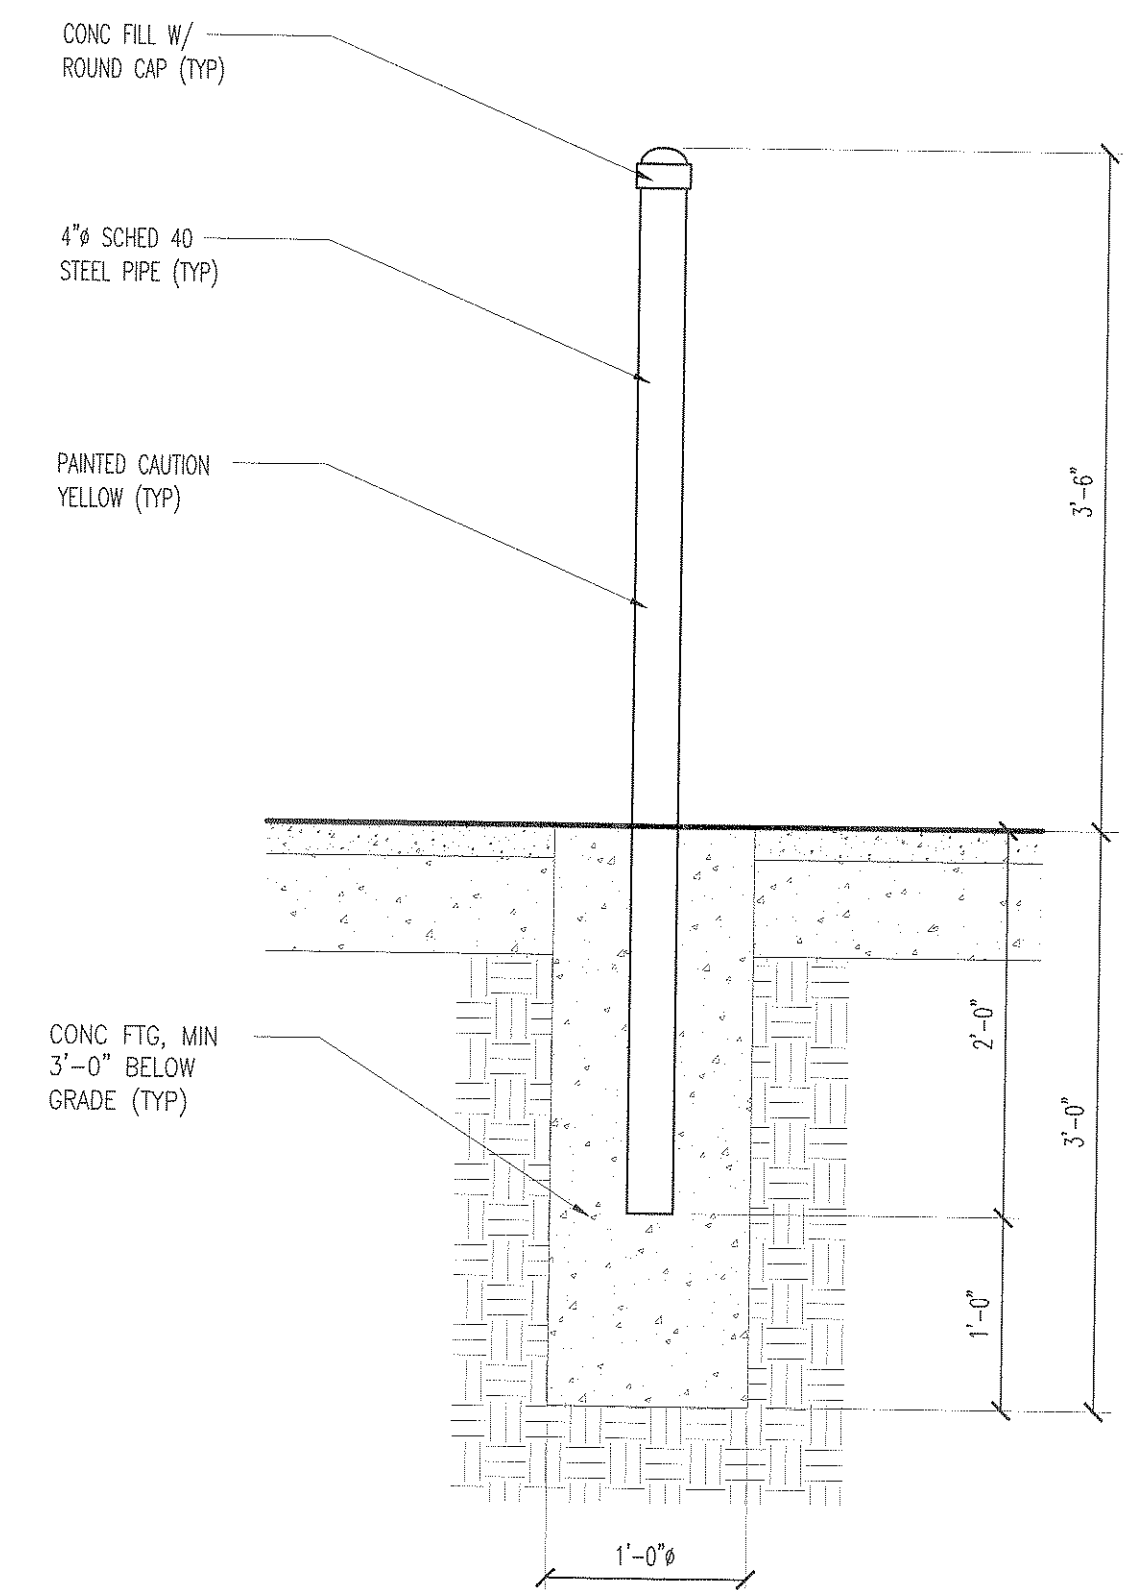 CONC FILL W/
ROUND CAP (TYP)
4"ø SCHED 40
STEEL PIPE (TYP)
PAINTED CAUTION
YELLOW (TYP)
3'-6"
CONC FTG, MIN
3'-0" BELOW
GRADE (TYP)
2'-0"
3'-0"
1'-0"
1'-0"ø